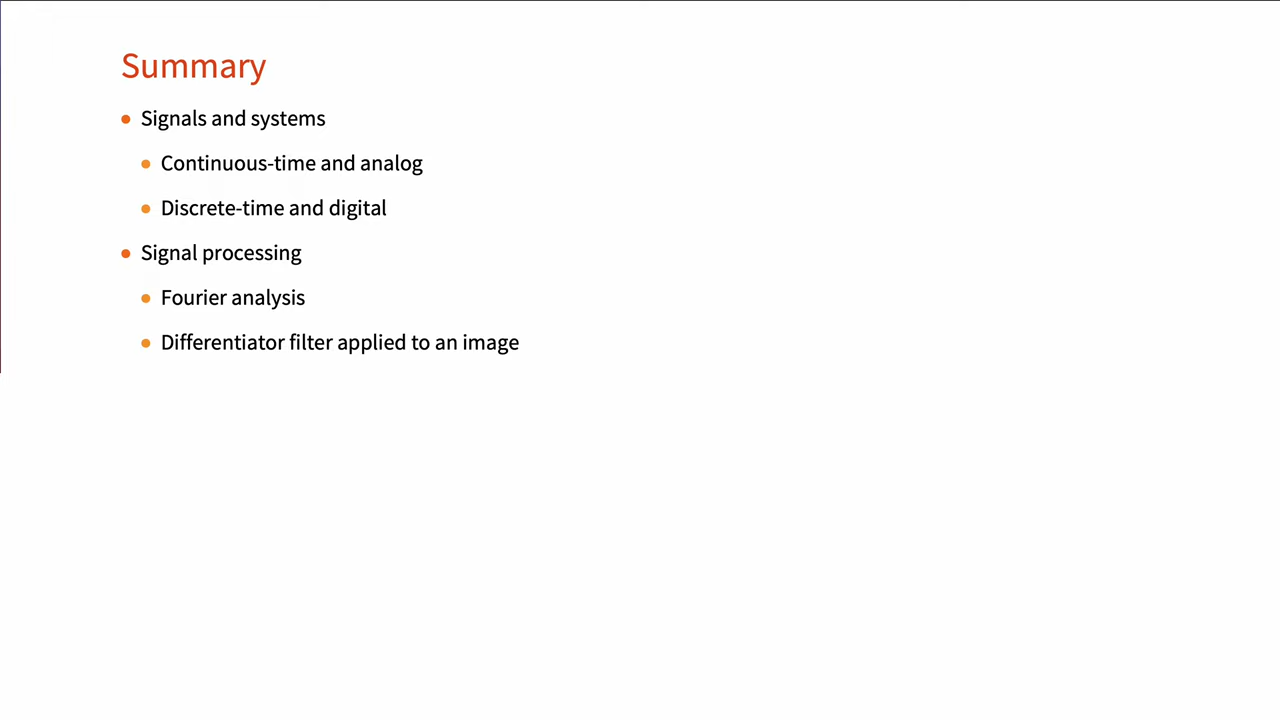 Summary
Signals and systems
Continuous-time and analog
Discrete-time and digital
Signal processing
Fourier analysis
Differentiator filter applied to an image